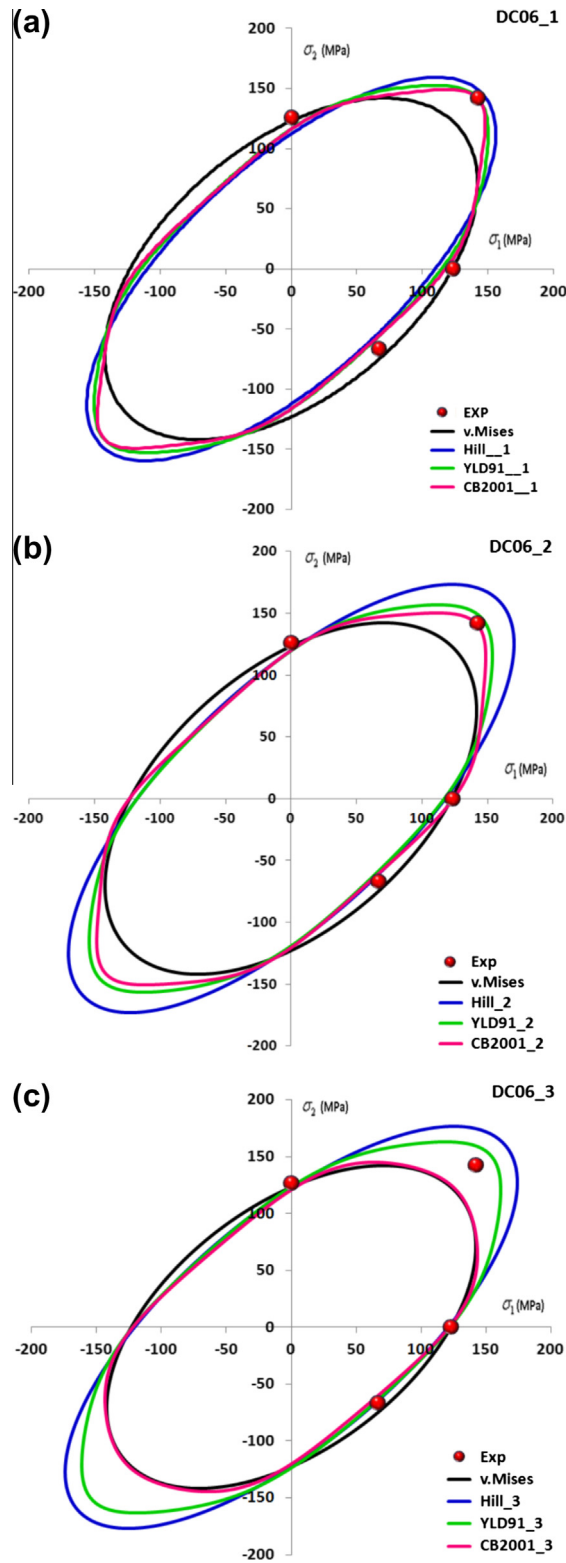 (a)
DC06_1
200
σ2 (MPa)
150
100
50
σ1 (MPa)
0
-200 -150 -100 -50 0 50 100 150 200
-50
-100
-150
-200
EXP
v.Mises
Hill__1
YLD91__1
CB2001__1
(b)
DC06_2
200
σ2 (MPa)
150
100
50
σ1 (MPa)
0
-200 -150 -100 -50 0 50 100 150 200
-50
-100
-150
-200
Exp
v.Mises
Hill_2
YLD91_2
CB2001_2
(c)
DC06_3
200
σ2 (MPa)
150
100
50
σ1 (MPa)
0
-200 -150 -100 -50 0 50 100 150 200
-50
-100
-150
-200
Exp
v.Mises
Hill_3
YLD91_3
CB2001_3